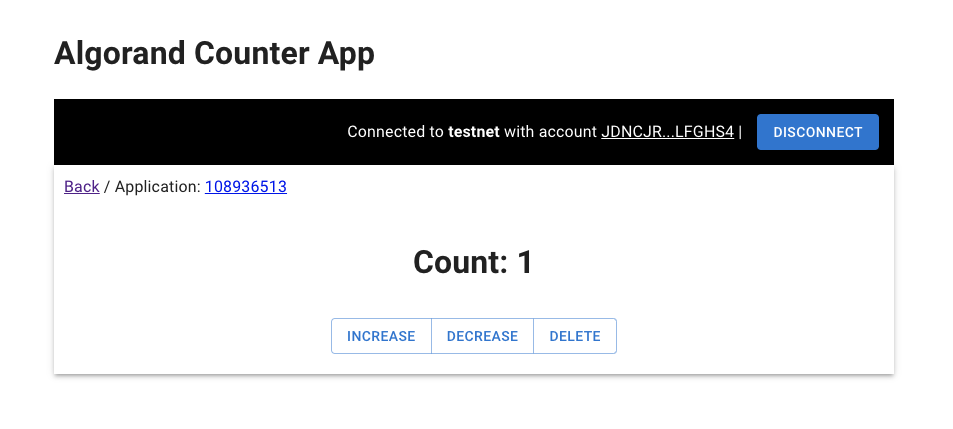 Algorand Counter App
Connected to testnet with account JDNCJR...LFGHS4 | DISCONNECT
Back / Application: 108936513
Count: 1
INCREASE DECREASE DELETE